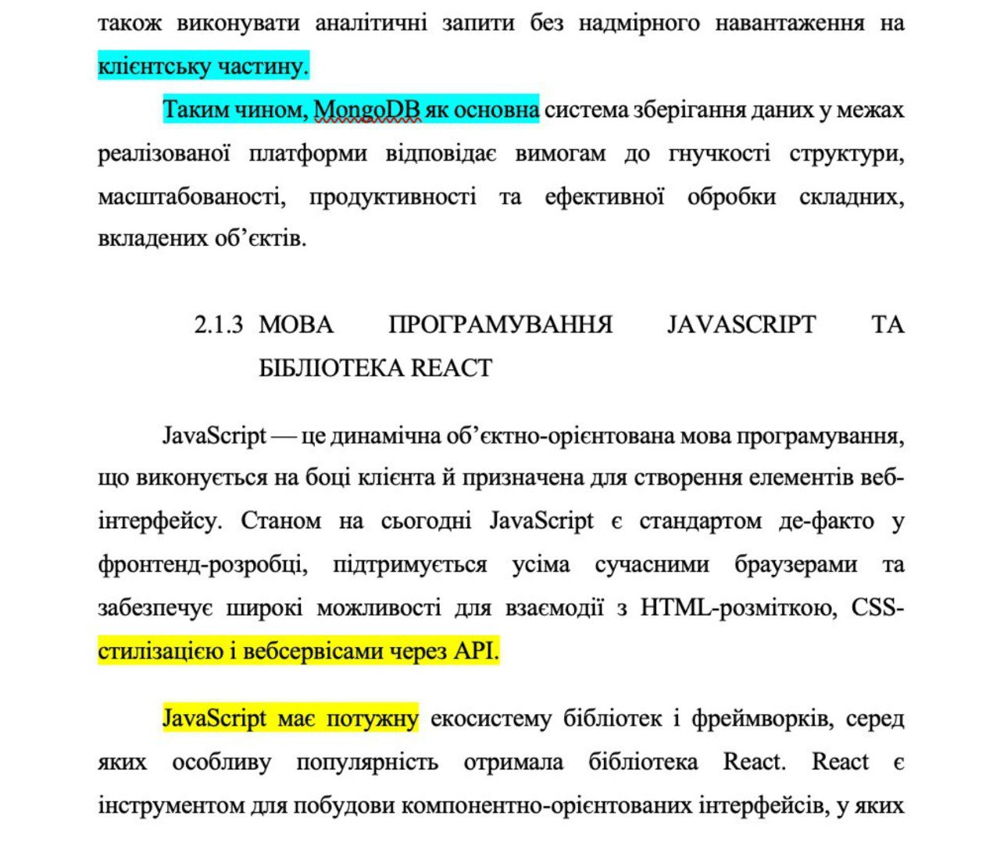 також виконувати аналітичні запити без надмірного навантаження на
клієнтську частину.
Таким чином, MongoDB як основна система зберігання даних у межах
реалізованої платформи відповідає вимогам до гнучкості структури,
масштабованості, продуктивності та ефективної обробки складних,
вкладених об’єктів.
2.1.3 МОВА ПРОГРАМУВАННЯ JAVASCRIPT ТА
БІБЛІОТЕКА REACT
JavaScript — це динамічна об’єктно-орієнтована мова програмування,
що виконується на боці клієнта й призначена для створення елементів веб-
інтерфейсу. Станом на сьогодні JavaScript є стандартом де-факто у
фронтенд-розробці, підтримується усіма сучасними браузерами та
забезпечує широкі можливості для взаємодії з HTML-розміткою, CSS-
стилізацією і вебсервісами через API.
JavaScript має потужну екосистему бібліотек і фреймворків, серед
яких особливу популярність отримала бібліотека React. React є
інструментом для побудови компонентно-орієнтованих інтерфейсів, у яких